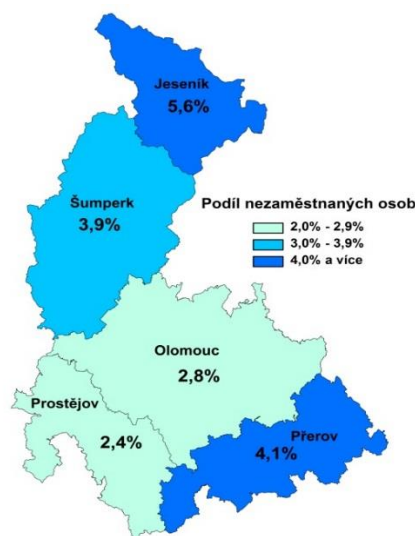 Jeseník
5,6%
Šumperk
3,9%
Podíl nezaměstnaných osob
2,0% - 2,9%
3,0% - 3,9%
4,0% a více
Olomouc
2,8%
Prostějov
2,4%
Přerov
4,1%